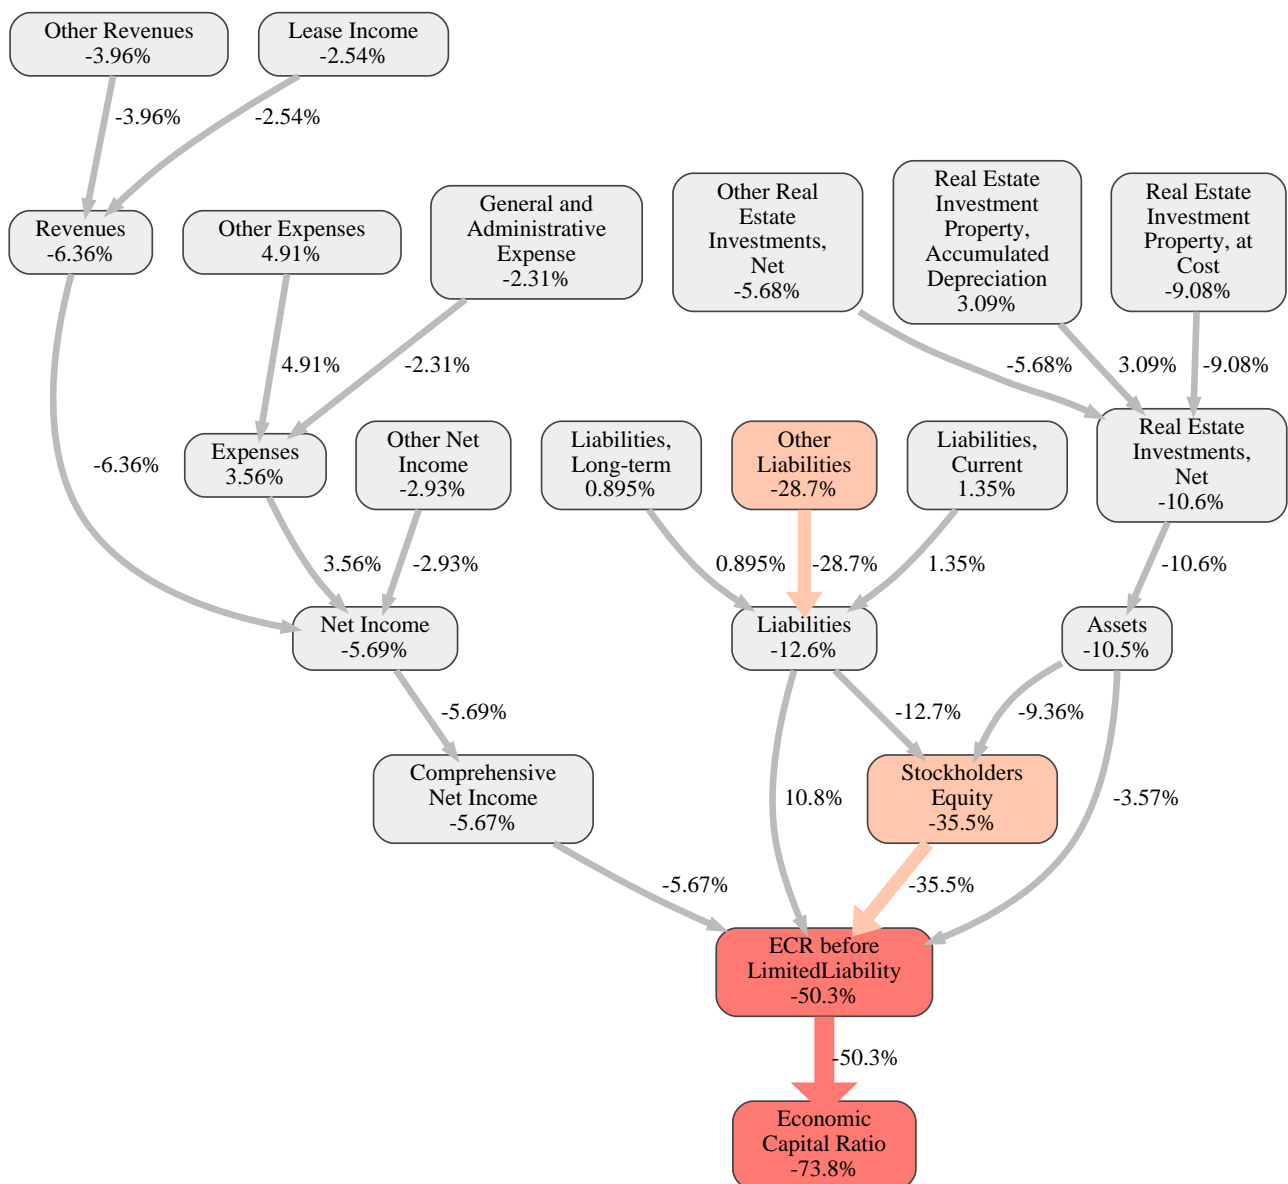 Other Revenues
-3.96%
Lease Income
-2.54%
-3.96%
-2.54%
Revenues
-6.36%
Other Expenses
4.91%
General and
Administrative
Expense
-2.31%
Other Real
Estate
Investments,
Net
-5.68%
Real Estate
Investment
Property,
Accumulated
Depreciation
3.09%
Real Estate
Investment
Property, at
Cost
-9.08%
4.91%
-2.31%
-5.68%
3.09%
-9.08%
-6.36%
Expenses
3.56%
Other Net
Income
-2.93%
Liabilities,
Long-term
0.895%
Other
Liabilities
-28.7%
Liabilities,
Current
1.35%
Real Estate
Investments,
Net
-10.6%
3.56%
-2.93%
0.895%
-28.7%
1.35%
-10.6%
Net Income
-5.69%
Liabilities
-12.6%
Assets
-10.5%
-5.69%
-12.7%
-9.36%
Comprehensive
Net Income
-5.67%
10.8%
Stockholders
Equity
-35.5%
-3.57%
-5.67%
-35.5%
ECR before
LimitedLiability
-50.3%
-50.3%
Economic
Capital Ratio
-73.8%